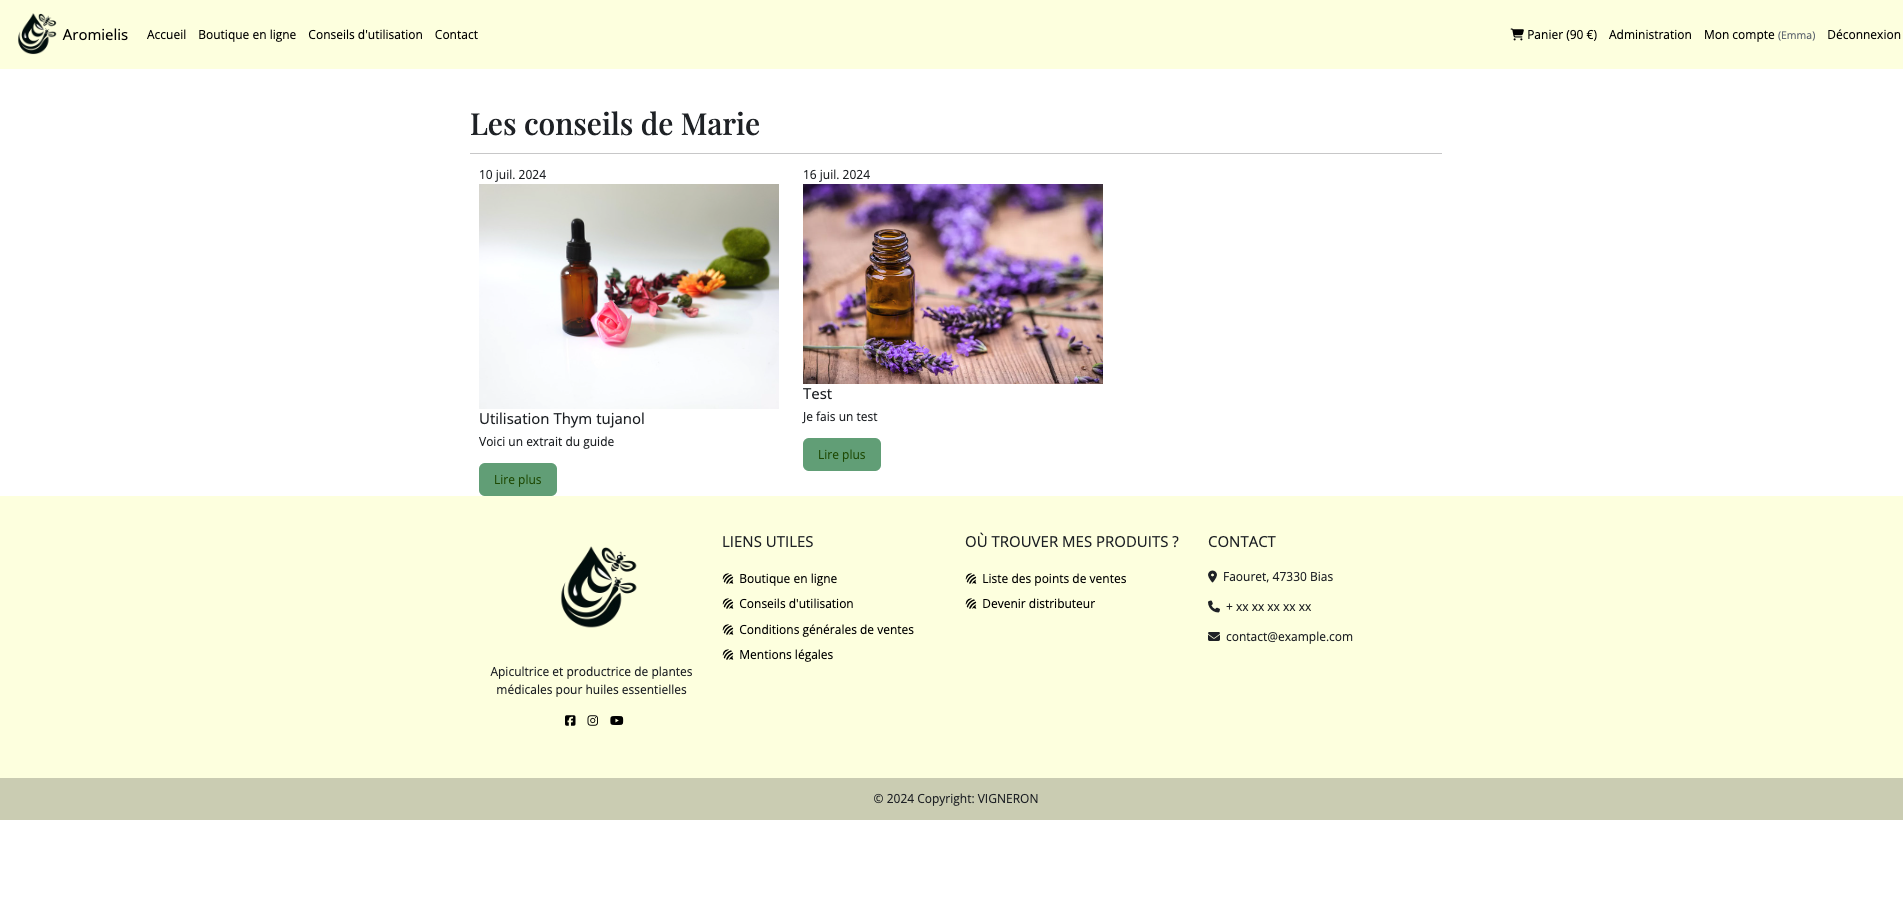 Aromielis Accueil Boutique en ligne Conseils d'utilisation Contact Panier (90 €) Administration Mon compte (Emma) Déconnexion
Les conseils de Marie
10 juil. 2024
Utilisation Thym tujanol
Voici un extrait du guide
Lire plus
16 juil. 2024
Test
Je fais un test
Lire plus
Apicultrice et productrice de plantes
médicales pour huiles essentielles
LIENS UTILES
Boutique en ligne
Conseils d'utilisation
Conditions générales de ventes
Mentions légales
OÙ TROUVER MES PRODUITS ?
Liste des points de ventes
Devenir distributeur
CONTACT
Faouret, 47330 Bias
+ xx xx xx xx xx
contact@example.com
© 2024 Copyright: VIGNERON